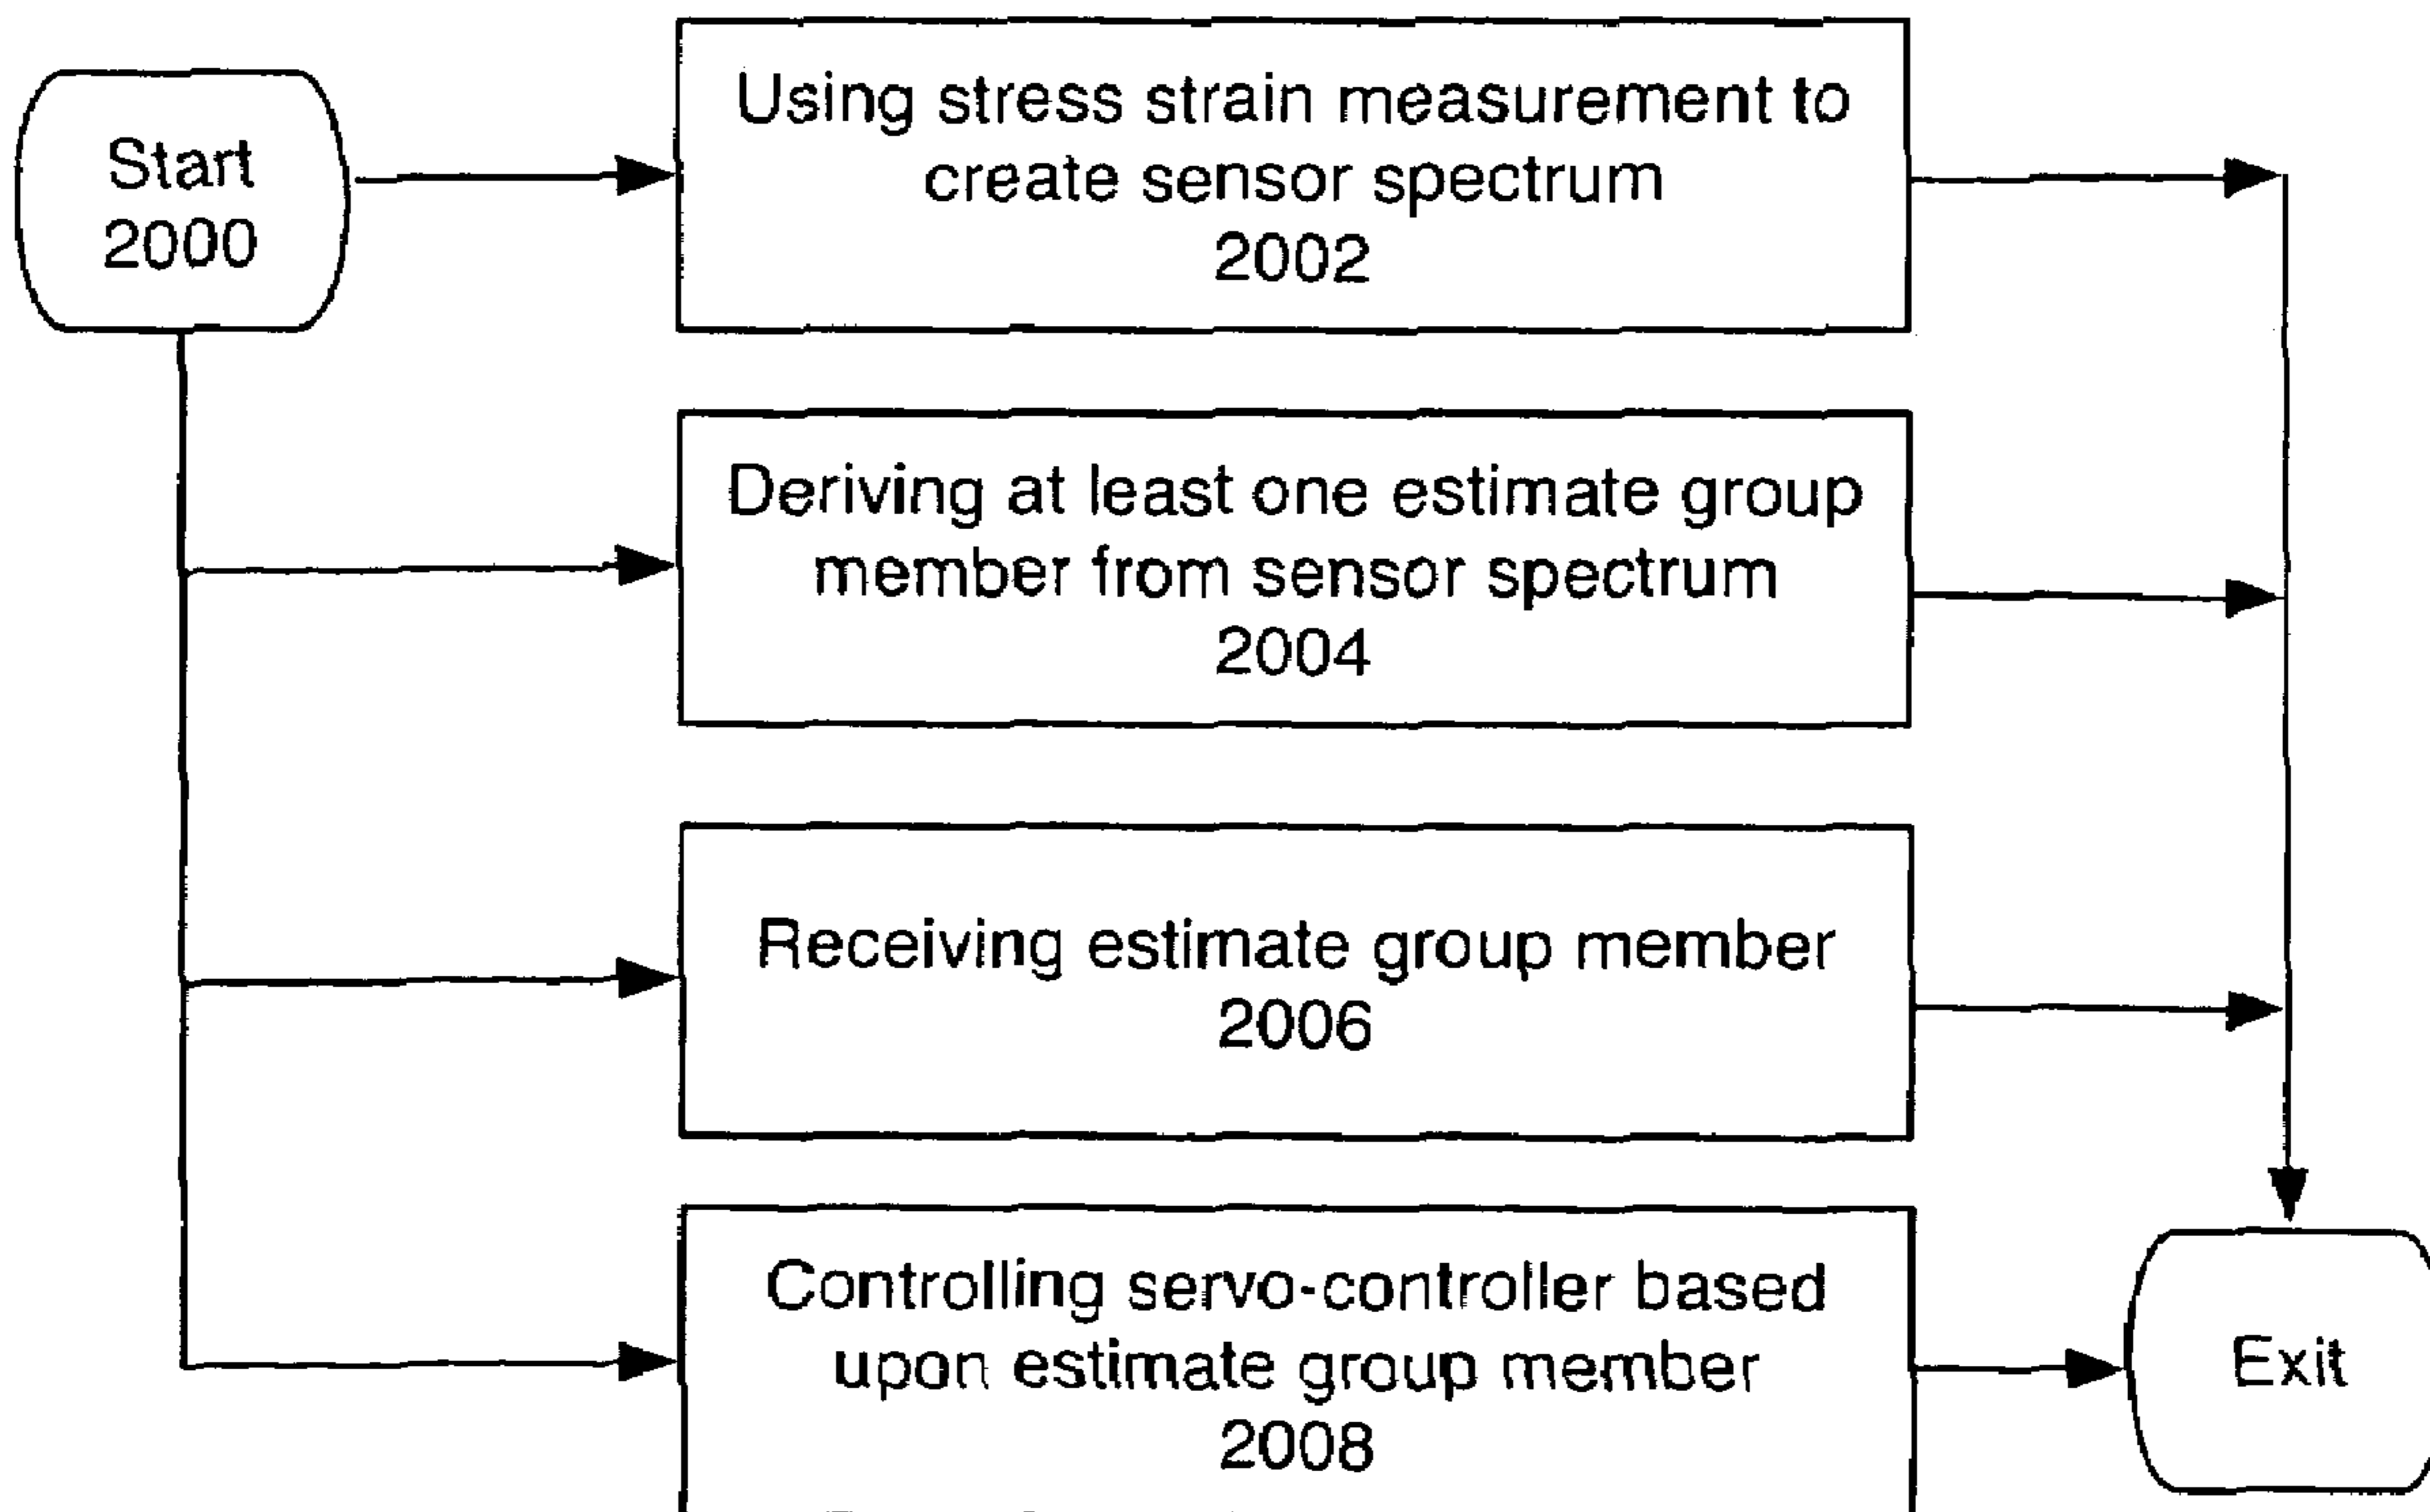 Start
2000
Using stress strain measurement to
create sensor spectrum
2002
Deriving at least one estimate group
member from sensor spectrum
2004
Receiving estimate group member
2006
Controlling servo-controller based
upon estimate group member
2008
Exit